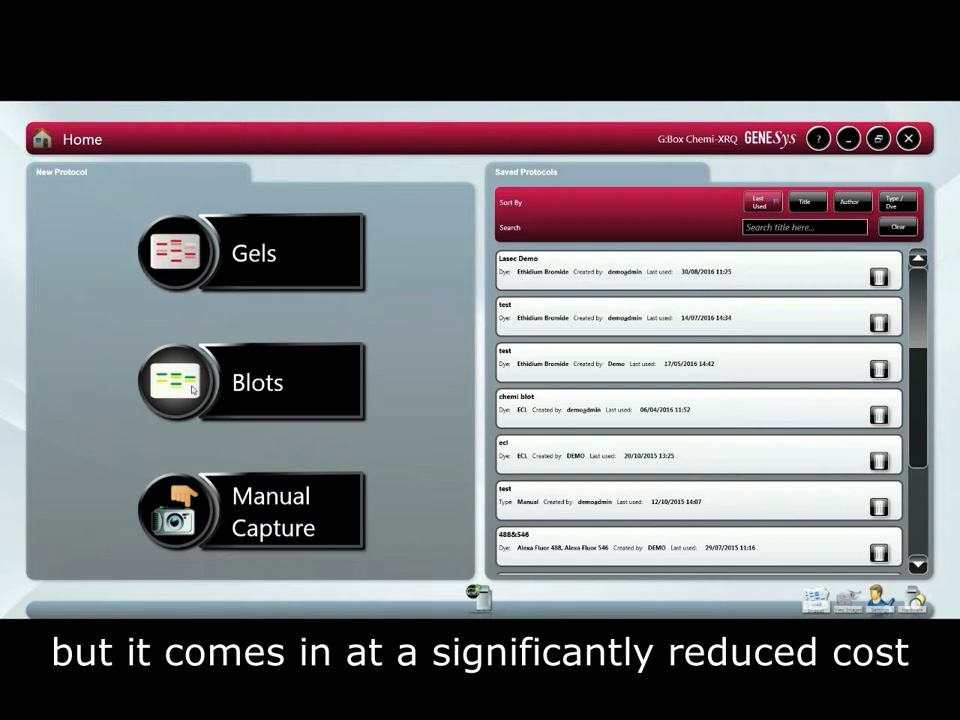 Home
G:Box Chemi-XRQ GENESys ?
New Protocol
Gels
Blots
Manual
Capture
Saved Protocols
Sort By
Last
Used
Title
Author
Type /
Dye
Search
Search title here...
Clear
Lasec Demo
Dye: Ethidium Bromide Created by: demoadmin Last used: 30/08/2016 11:25
test
Dye: Ethidium Bromide Created by: demoadmin Last used: 14/07/2016 14:34
test
Dye: Ethidium Bromide Created by: Demo Last used: 17/05/2016 14:42
chemi blot
Dye: ECL Created by: demoadmin Last used: 06/04/2016 11:52
ecl
Dye: ECL Created by: DEMO Last used: 20/10/2015 13:25
test
Type: Manual Created by: demoadmin Last used: 12/10/2015 14:07
488&546
Dye: Alexa Fluor 488, Alexa Fluor 546 Created by: DEMO Last used: 29/07/2015 11:16
but it comes in at a significantly reduced cost